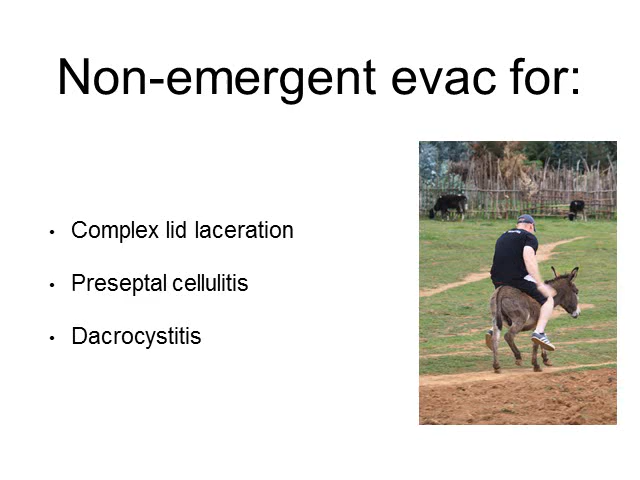 Non-emergent evac for:
• Complex lid laceration
• Preseptal cellulitis
• Dacrocystitis